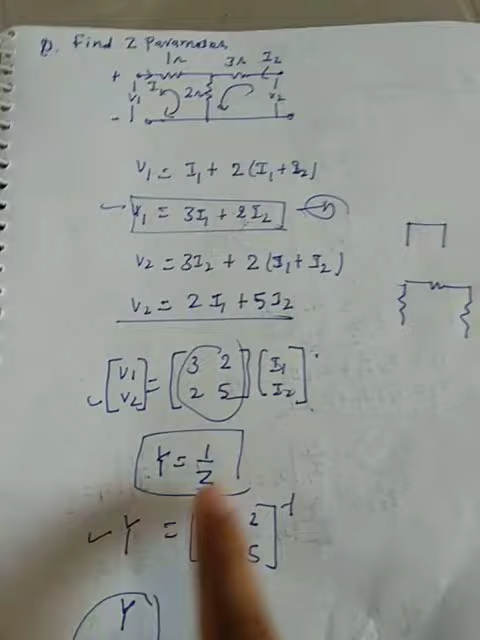 Q. Find Z Parameters
1Ω 3Ω I2
+ I1 2Ω
V1 V2
-
V1 = I1 + 2(I1+I2)
V1 = 3I1 + 2I2
V2 = 3I2 + 2(I1+I2)
V2 = 2I1 + 5I2
[V1 V2] = [3 2 2 5] [I1 I2]
Y = 1/Z
Y = [ 2 5]^-1
Y